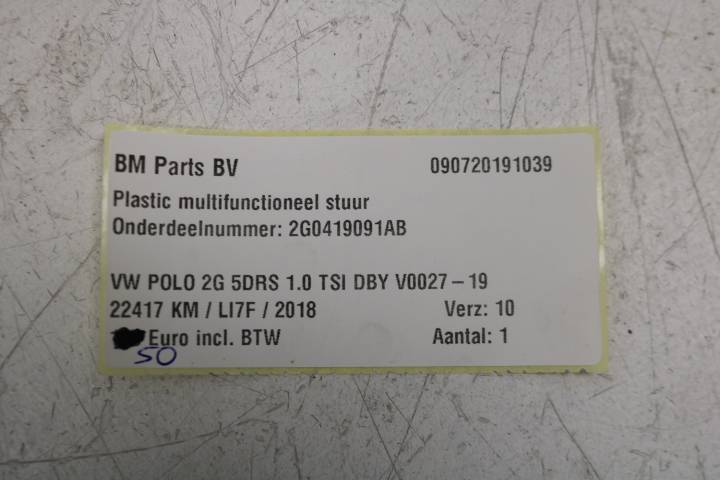 BM Parts BV 090720191039
Plastic multifunctioneel stuur
Onderdeelnummer: 2G0419091AB
VW POLO 2G 5DRS 1.0 TSI DBY V0027 – 19
22417 KM / LI7F / 2018 Verz: 10
Euro incl. BTW Aantal: 1
50